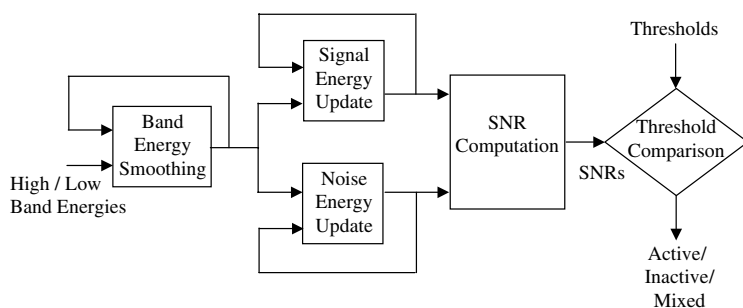 High / Low
Band Energies
Band
Energy
Smoothing
Signal
Energy
Update
Noise
Energy
Update
SNR
Computation
SNRs
Thresholds
Threshold
Comparison
Active/
Inactive/
Mixed